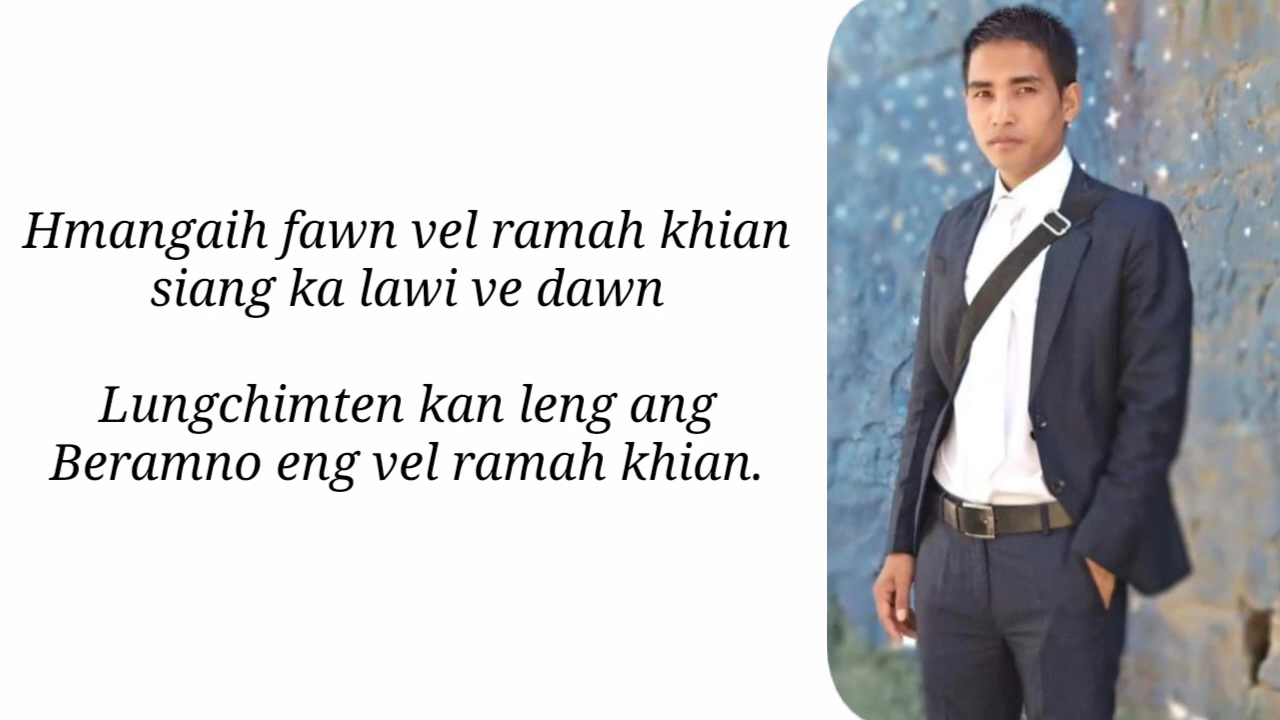 Hmangaih fawn vel ramah khian
siang ka lawi ve dawn
Lungchimten kan leng ang
Beramno eng vel ramah khian.